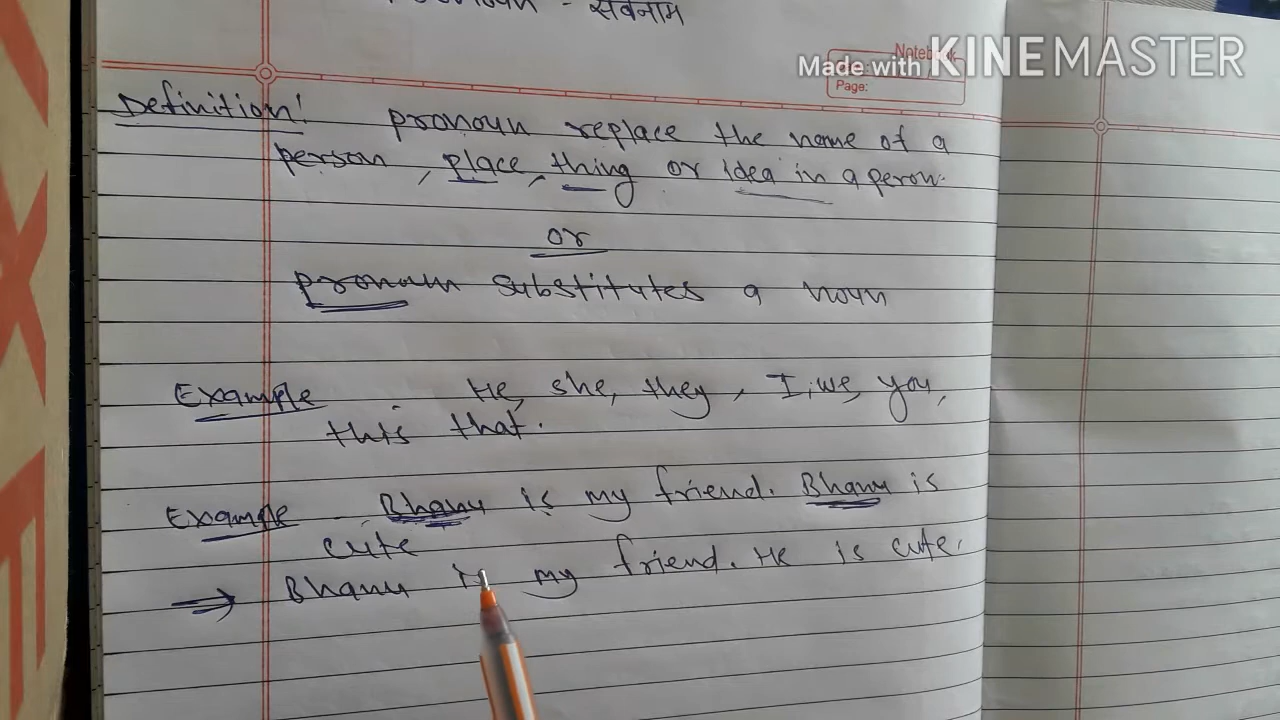 - सर्वनाम
Made with KINEMASTER
Notebook
Page:
Definition! pronoun replace the name of a
person, place, thing or idea in a perow.
or
pronoun substitutes a noun
Example - He, she, they, I, we, you,
this that.
Example - Bhanu is my friend. Bhanu is
cute
⇒ Bhanu is my friend. He is cute.